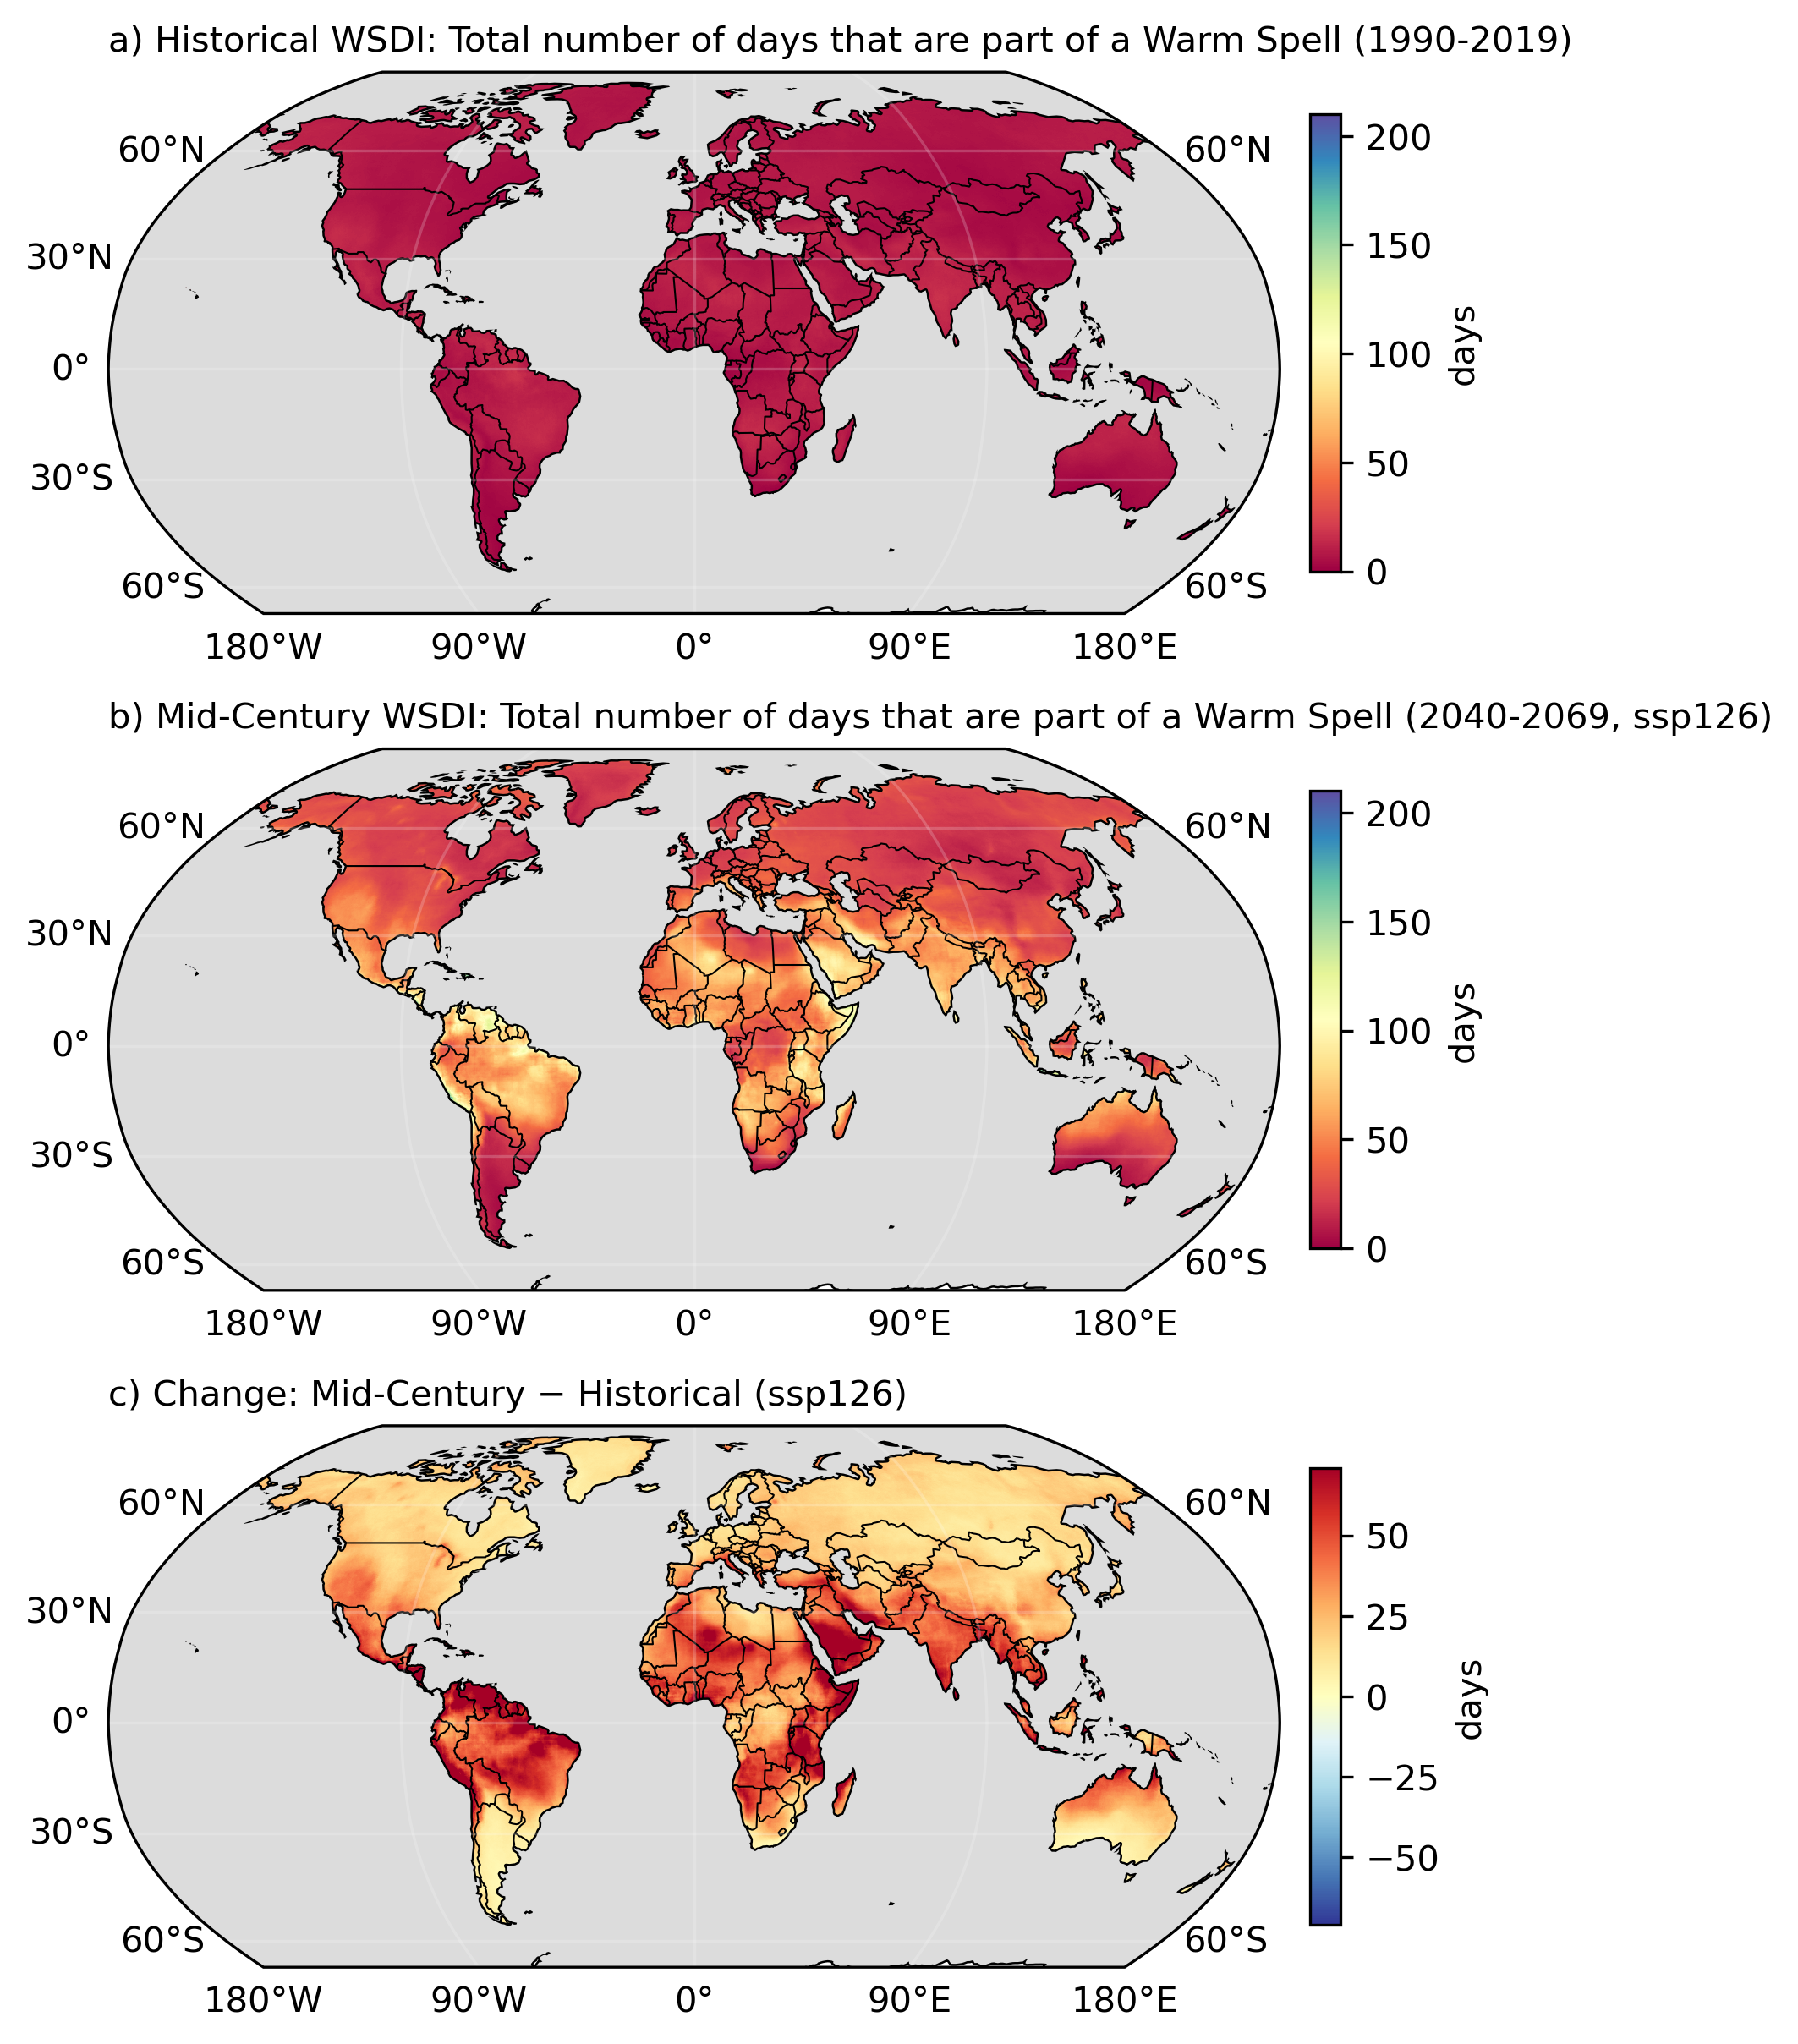 a) Historical WSDI: Total number of days that are part of a Warm Spell (1990-2019)
60°N 60°N
30°N
0°
30°S
60°S 60°S
180°W 90°W 0° 90°E 180°E
200
150
100
50
0
days
b) Mid-Century WSDI: Total number of days that are part of a Warm Spell (2040-2069, ssp126)
60°N 60°N
30°N
0°
30°S
60°S 60°S
180°W 90°W 0° 90°E 180°E
200
150
100
50
0
days
c) Change: Mid-Century − Historical (ssp126)
60°N 60°N
30°N
0°
30°S
60°S 60°S
180°W 90°W 0° 90°E 180°E
50
25
0
−25
−50
days